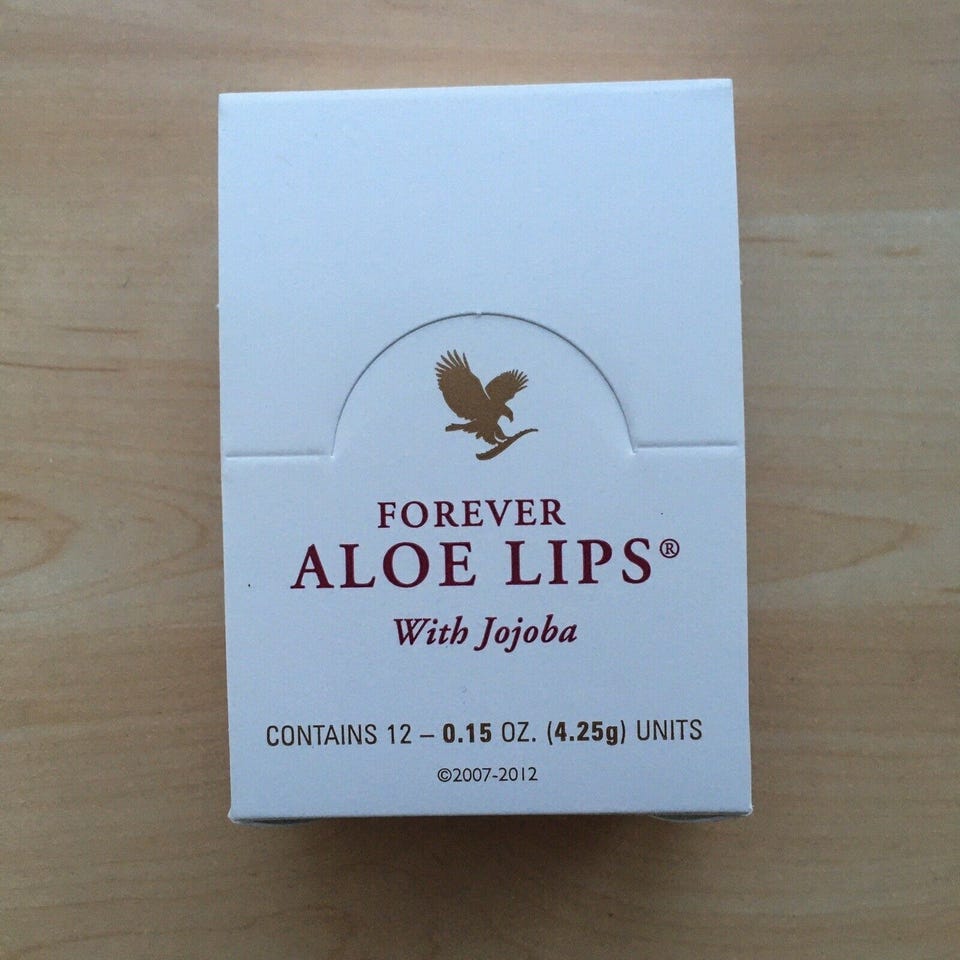 FOREVER
ALOE LIPS®
With Jojoba
CONTAINS 12 – 0.15 OZ. (4.25g) UNITS
©2007-2012